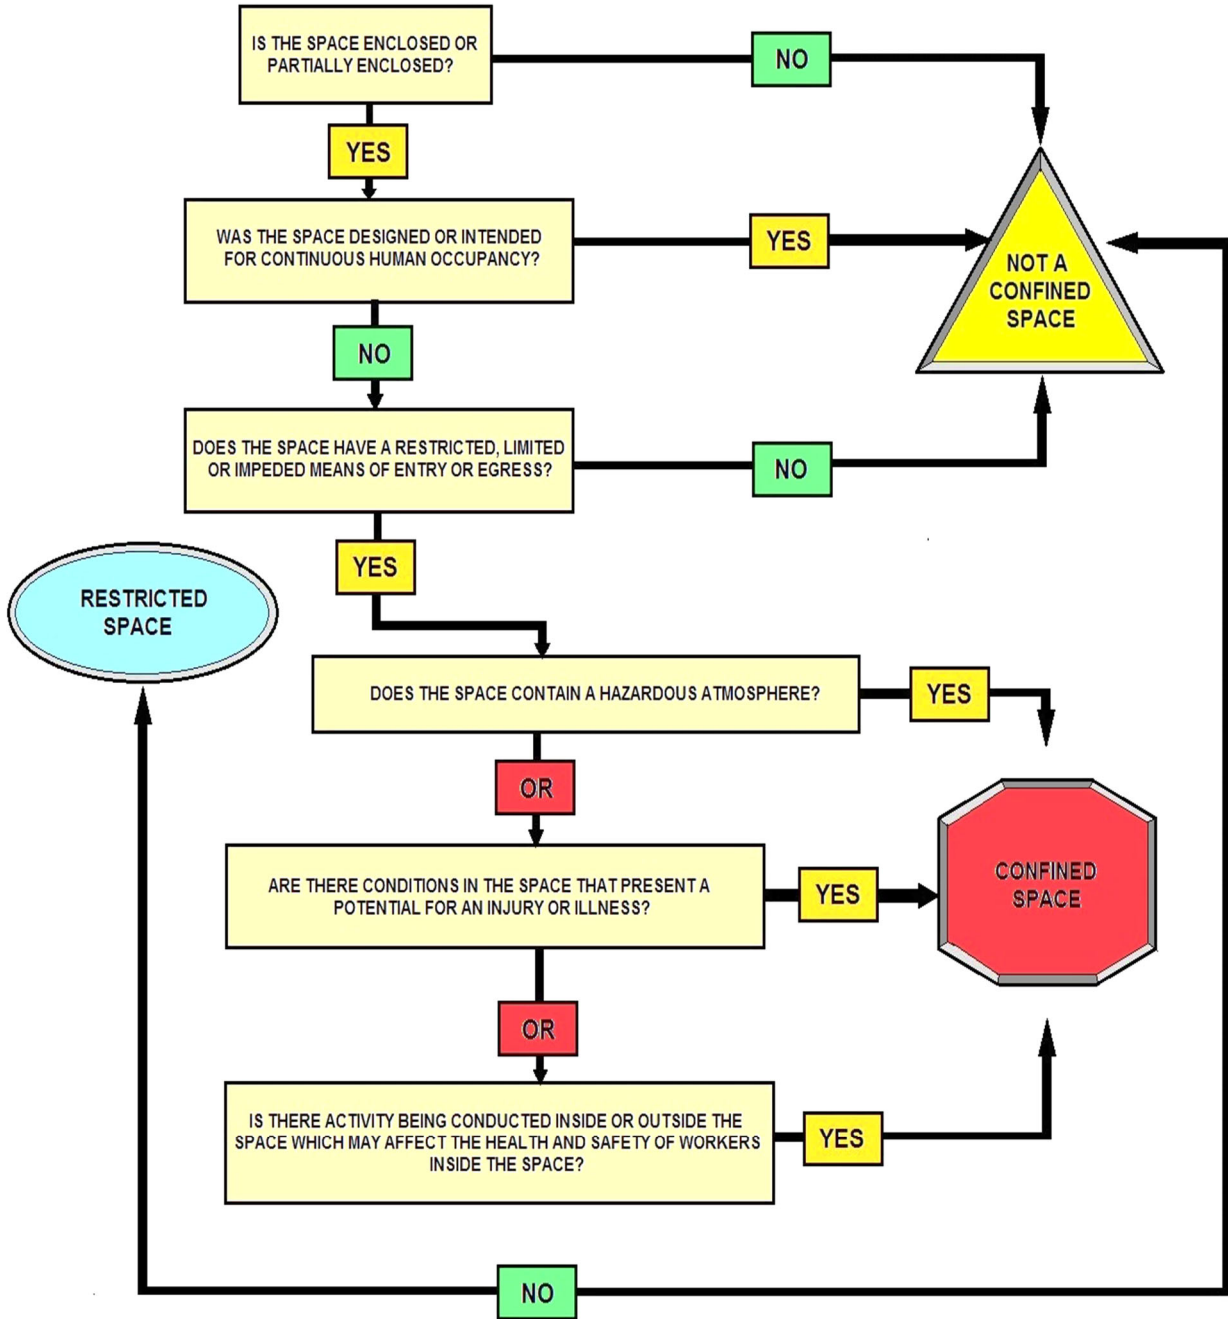 IS THE SPACE ENCLOSED OR
PARTIALLY ENCLOSED?
NO
YES
WAS THE SPACE DESIGNED OR INTENDED
FOR CONTINUOUS HUMAN OCCUPANCY?
YES
NOT A
CONFINED
SPACE
NO
DOES THE SPACE HAVE A RESTRICTED, LIMITED
OR IMPEDED MEANS OF ENTRY OR EGRESS?
NO
YES
RESTRICTED
SPACE
DOES THE SPACE CONTAIN A HAZARDOUS ATMOSPHERE?
YES
OR
ARE THERE CONDITIONS IN THE SPACE THAT PRESENT A
POTENTIAL FOR AN INJURY OR ILLNESS?
YES
CONFINED
SPACE
OR
IS THERE ACTIVITY BEING CONDUCTED INSIDE OR OUTSIDE THE
SPACE WHICH MAY AFFECT THE HEALTH AND SAFETY OF WORKERS
INSIDE THE SPACE?
YES
NO